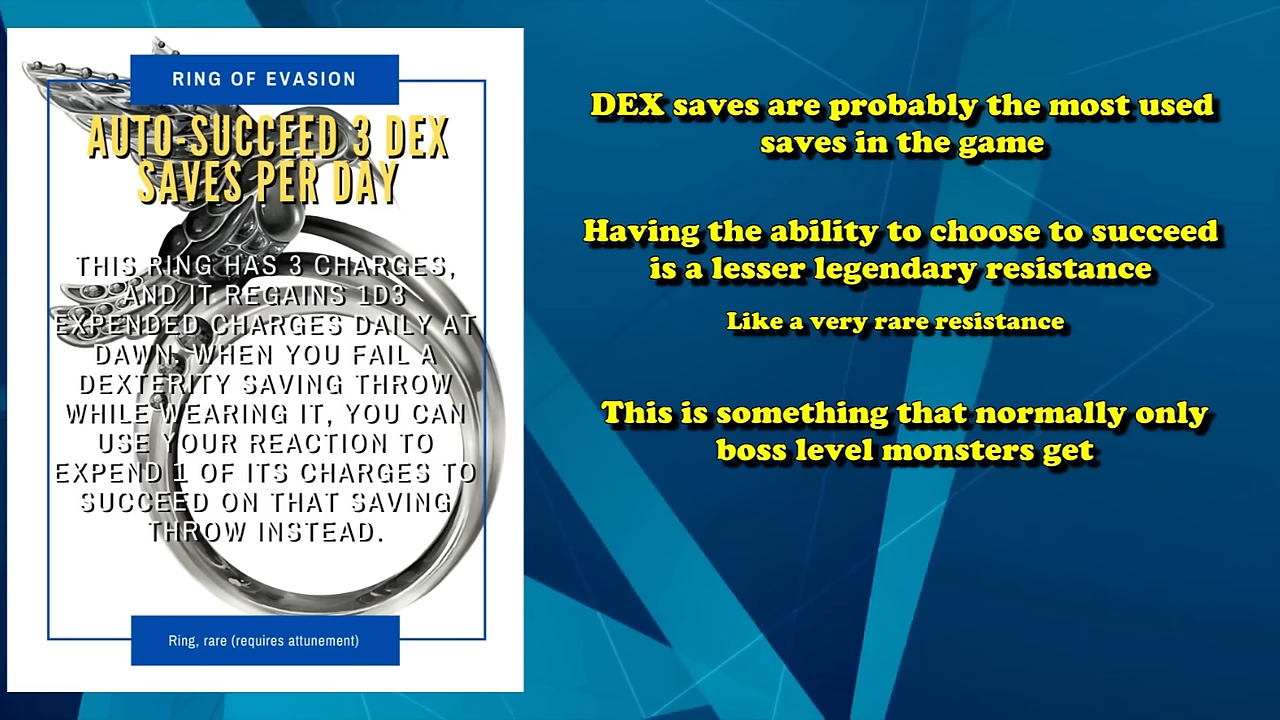 RING OF EVASION
AUTO-SUCCEED 3 DEX
SAVES PER DAY
THIS RING HAS 3 CHARGES,
AND IT REGAINS 1D3
EXPENDED CHARGES DAILY AT
DAWN. WHEN YOU FAIL A
DEXTERITY SAVING THROW
WHILE WEARING IT, YOU CAN
USE YOUR REACTION TO
EXPEND 1 OF ITS CHARGES TO
SUCCEED ON THAT SAVING
THROW INSTEAD.
Ring, rare (requires attunement)
DEX saves are probably the most used
saves in the game
Having the ability to choose to succeed
is a lesser legendary resistance
Like a very rare resistance
This is something that normally only
boss level monsters get